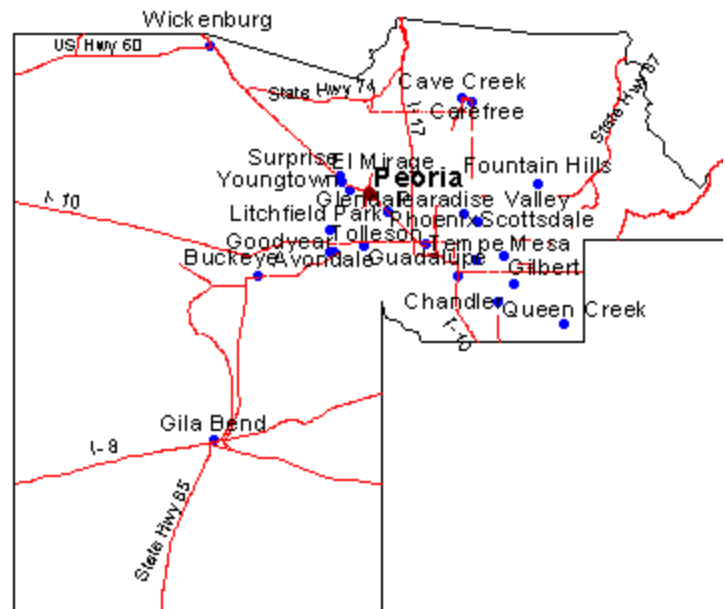 Wickenburg
US Hwy 60
State Hwy 74
Cave Creek
Carefree
I-17
State Hwy 87
Surprise
El Mirage
Fountain Hills
Youngtown
Peoria
Glendale
Paradise Valley
I-10
Litchfield Park
Phoenix
Scottsdale
Tolleson
Goodyear
Tempe
Mesa
Buckeye
Avondale
Guadalupe
Gilbert
Chandler
Queen Creek
I-10
Gila Bend
I-8
State Hwy 85